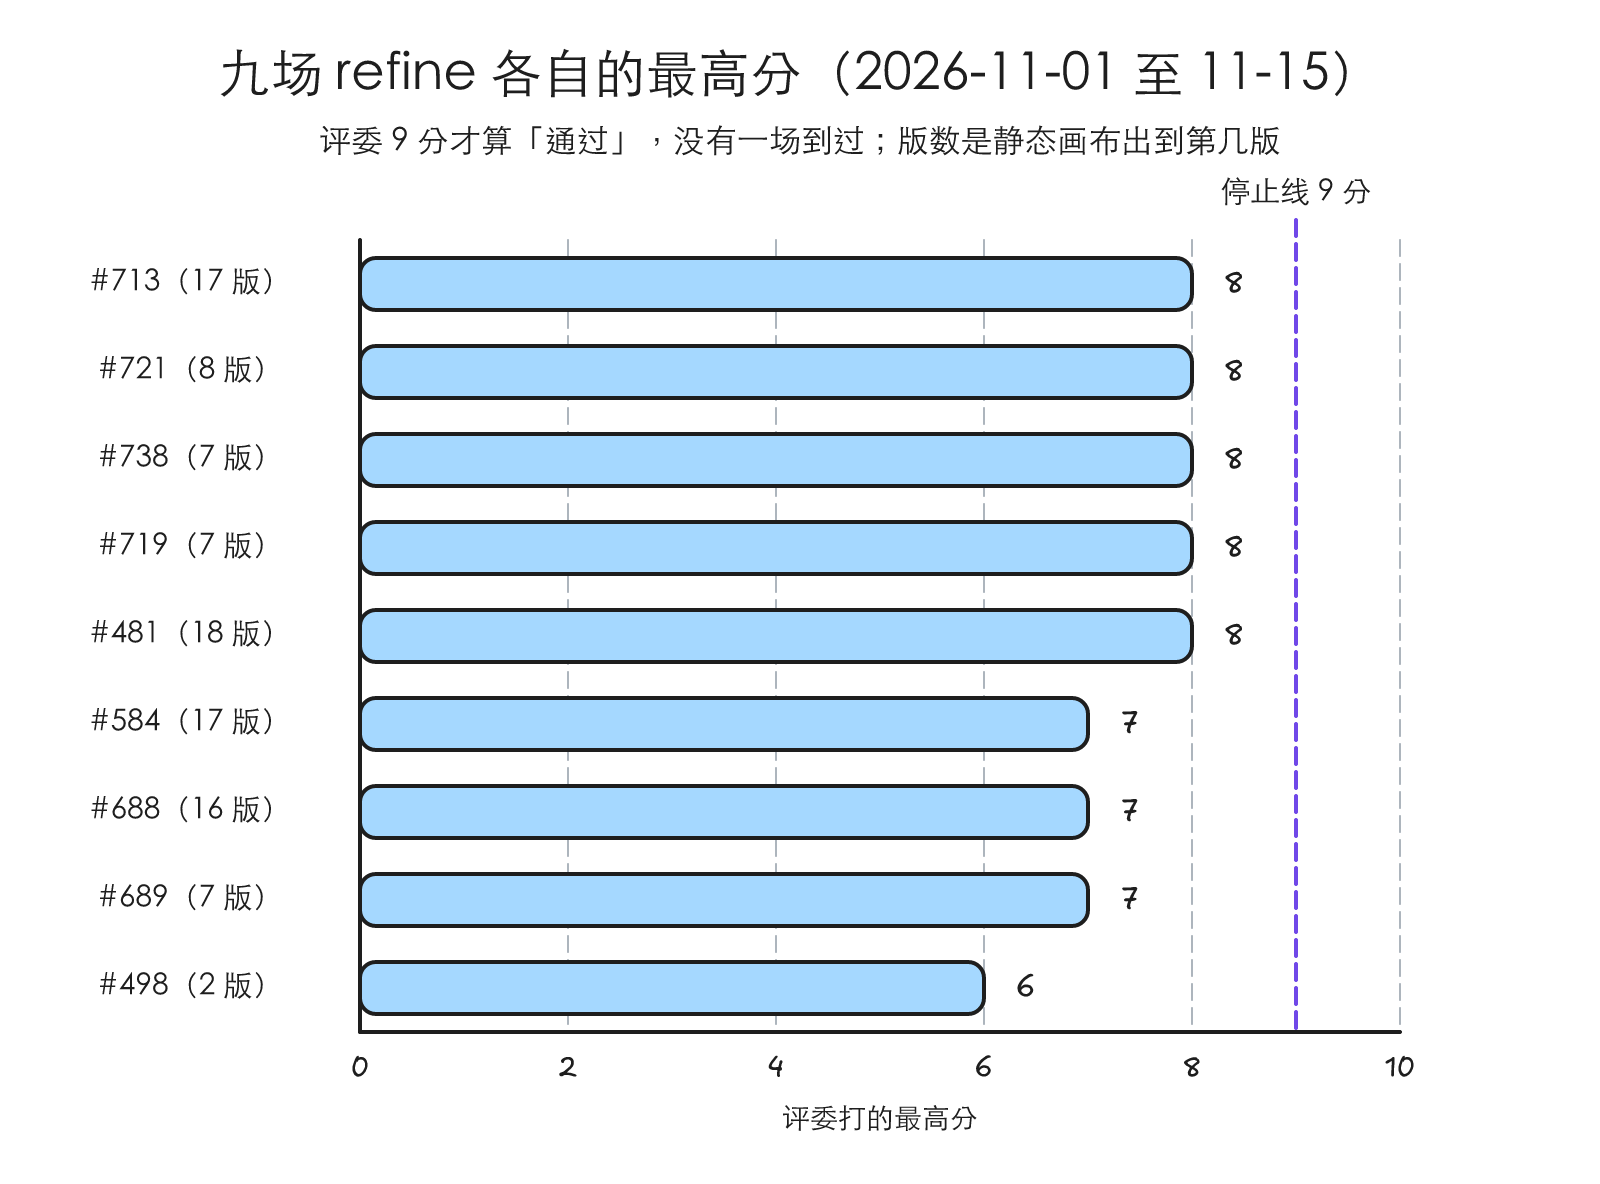 九场 refine 各自的最高分（2026-11-01 至 11-15）
评委 9 分才算「通过」，没有一场到过；版数是静态画布出到第几版
停止线 9 分
#713（17 版） 8
#721（8 版） 8
#738（7 版） 8
#719（7 版） 8
#481（18 版） 8
#584（17 版） 7
#688（16 版） 7
#689（7 版） 7
#498（2 版） 6
0 2 4 6 8 10
评委打的最高分